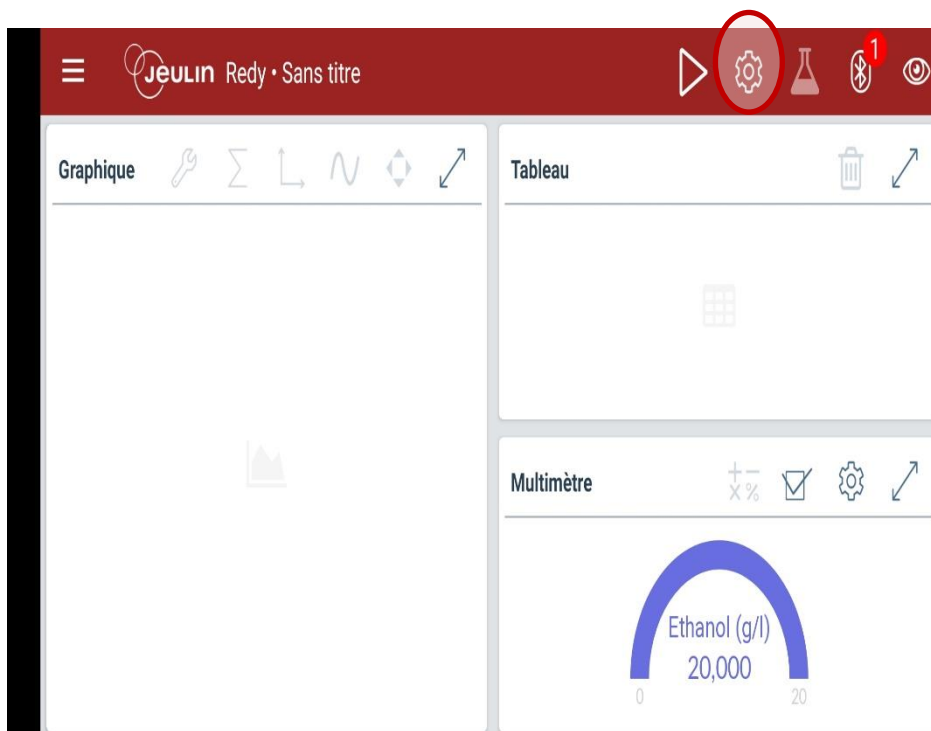 Jeulin Redy • Sans titre
1
Graphique
Tableau
Multimètre
+ −
× %
Ethanol (g/l)
20,000
0
20